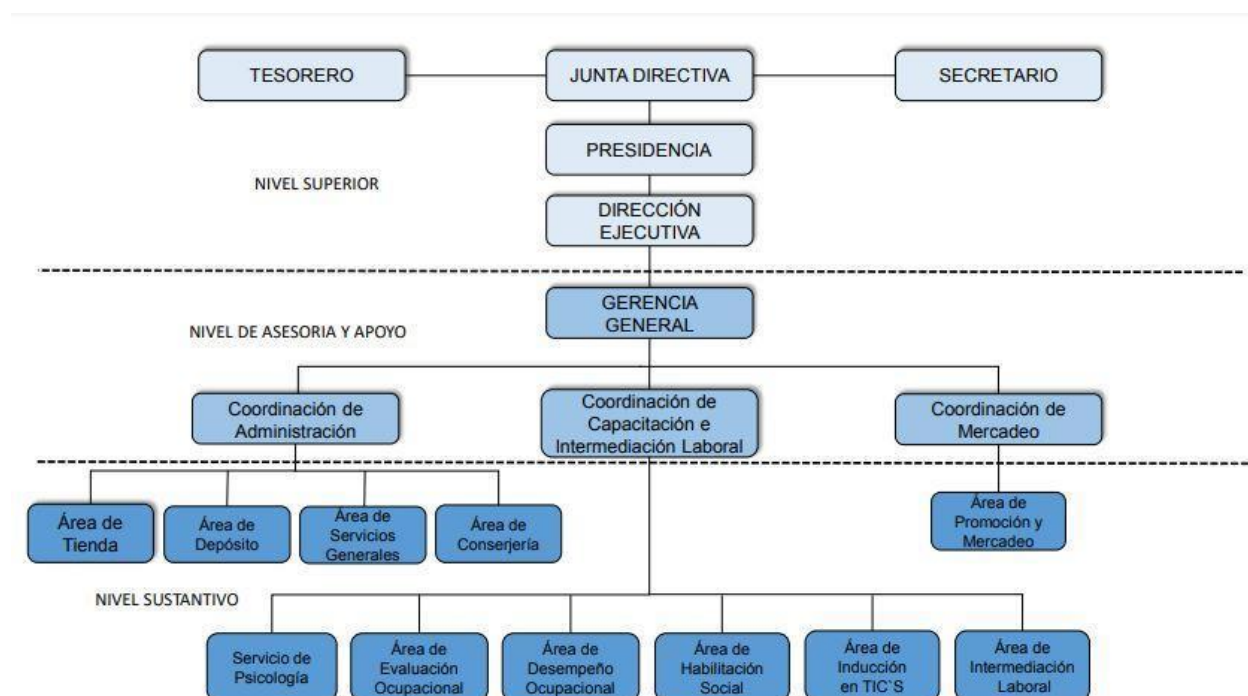 TESORERO
JUNTA DIRECTIVA
SECRETARIO
PRESIDENCIA
NIVEL SUPERIOR
DIRECCIÓN
EJECUTIVA
GERENCIA
GENERAL
NIVEL DE ASESORIA Y APOYO
Coordinación de
Administración
Coordinación de
Capacitación e
Intermediación Laboral
Coordinación de
Mercadeo
Área de
Tienda
Área de
Depósito
Área de
Servicios
Generales
Área de
Conserjería
Área de
Promoción y
Mercadeo
NIVEL SUSTANTIVO
Servicio de
Psicología
Área de
Evaluación
Ocupacional
Área de
Desempeño
Ocupacional
Área de
Habilitación
Social
Área de
Inducción
en TIC`S
Área de
Intermediación
Laboral